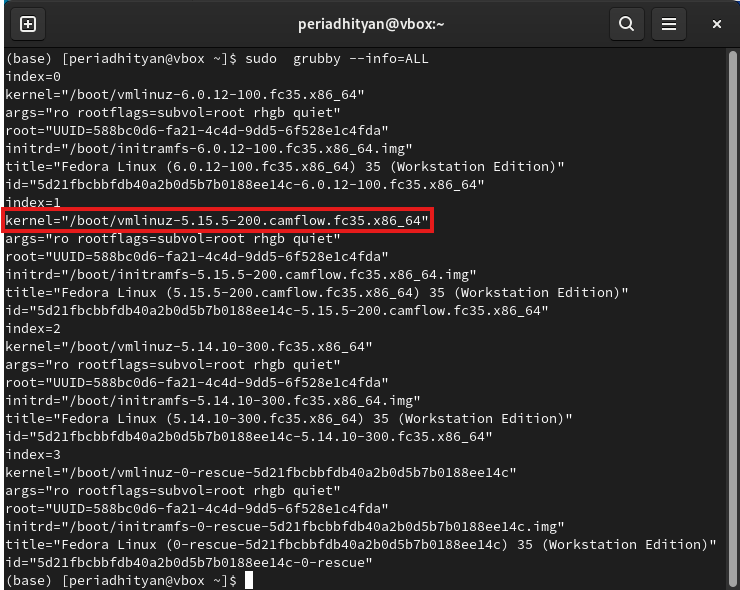 periadhityan@vbox:~
(base) [periadhityan@vbox ~]$ sudo  grubby --info=ALL
index=0
kernel="/boot/vmlinuz-6.0.12-100.fc35.x86_64"
args="ro rootflags=subvol=root rhgb quiet"
root="UUID=588bc0d6-fa21-4c4d-9dd5-6f528e1c4fda"
initrd="/boot/initramfs-6.0.12-100.fc35.x86_64.img"
title="Fedora Linux (6.0.12-100.fc35.x86_64) 35 (Workstation Edition)"
id="5d21fbcbbfdb40a2b0d5b7b0188ee14c-6.0.12-100.fc35.x86_64"
index=1
kernel="/boot/vmlinuz-5.15.5-200.camflow.fc35.x86_64"
args="ro rootflags=subvol=root rhgb quiet"
root="UUID=588bc0d6-fa21-4c4d-9dd5-6f528e1c4fda"
initrd="/boot/initramfs-5.15.5-200.camflow.fc35.x86_64.img"
title="Fedora Linux (5.15.5-200.camflow.fc35.x86_64) 35 (Workstation Edition)"
id="5d21fbcbbfdb40a2b0d5b7b0188ee14c-5.15.5-200.camflow.fc35.x86_64"
index=2
kernel="/boot/vmlinuz-5.14.10-300.fc35.x86_64"
args="ro rootflags=subvol=root rhgb quiet"
root="UUID=588bc0d6-fa21-4c4d-9dd5-6f528e1c4fda"
initrd="/boot/initramfs-5.14.10-300.fc35.x86_64.img"
title="Fedora Linux (5.14.10-300.fc35.x86_64) 35 (Workstation Edition)"
id="5d21fbcbbfdb40a2b0d5b7b0188ee14c-5.14.10-300.fc35.x86_64"
index=3
kernel="/boot/vmlinuz-0-rescue-5d21fbcbbfdb40a2b0d5b7b0188ee14c"
args="ro rootflags=subvol=root rhgb quiet"
root="UUID=588bc0d6-fa21-4c4d-9dd5-6f528e1c4fda"
initrd="/boot/initramfs-0-rescue-5d21fbcbbfdb40a2b0d5b7b0188ee14c.img"
title="Fedora Linux (0-rescue-5d21fbcbbfdb40a2b0d5b7b0188ee14c) 35 (Workstation Edition)"
id="5d21fbcbbfdb40a2b0d5b7b0188ee14c-0-rescue"
(base) [periadhityan@vbox ~]$